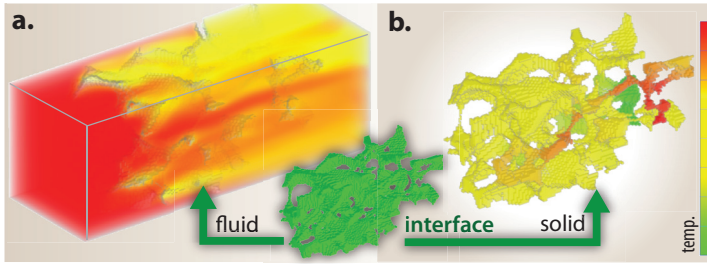 a.
b.
fluid
interface
solid
temp.